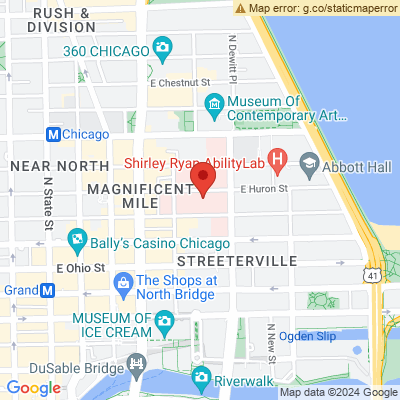 Map error: g.co/staticmaperror
RUSH &
DIVISION
360 CHICAGO
N Dewitt Pl
E Chestnut St
Museum Of
Contemporary Art...
Chicago
Shirley Ryan AbilityLab
Abbott Hall
NEAR NORTH
N State St
MAGNIFICENT
MILE
E Huron St
Bally's Casino Chicago
STREETERVILLE
E Ohio St
41
The Shops at
North Bridge
Grand
MUSEUM OF
ICE CREAM
N New St
Ogden Slip
DuSable Bridge
Riverwalk
Google
Map data ©2024 Google